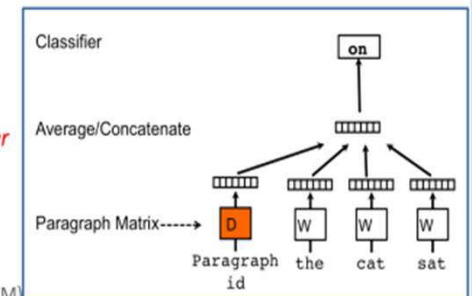 Classifier
on
r
Average/Concatenate
Paragraph Matrix---->
D W W W
Paragraph the cat sat
id
M)